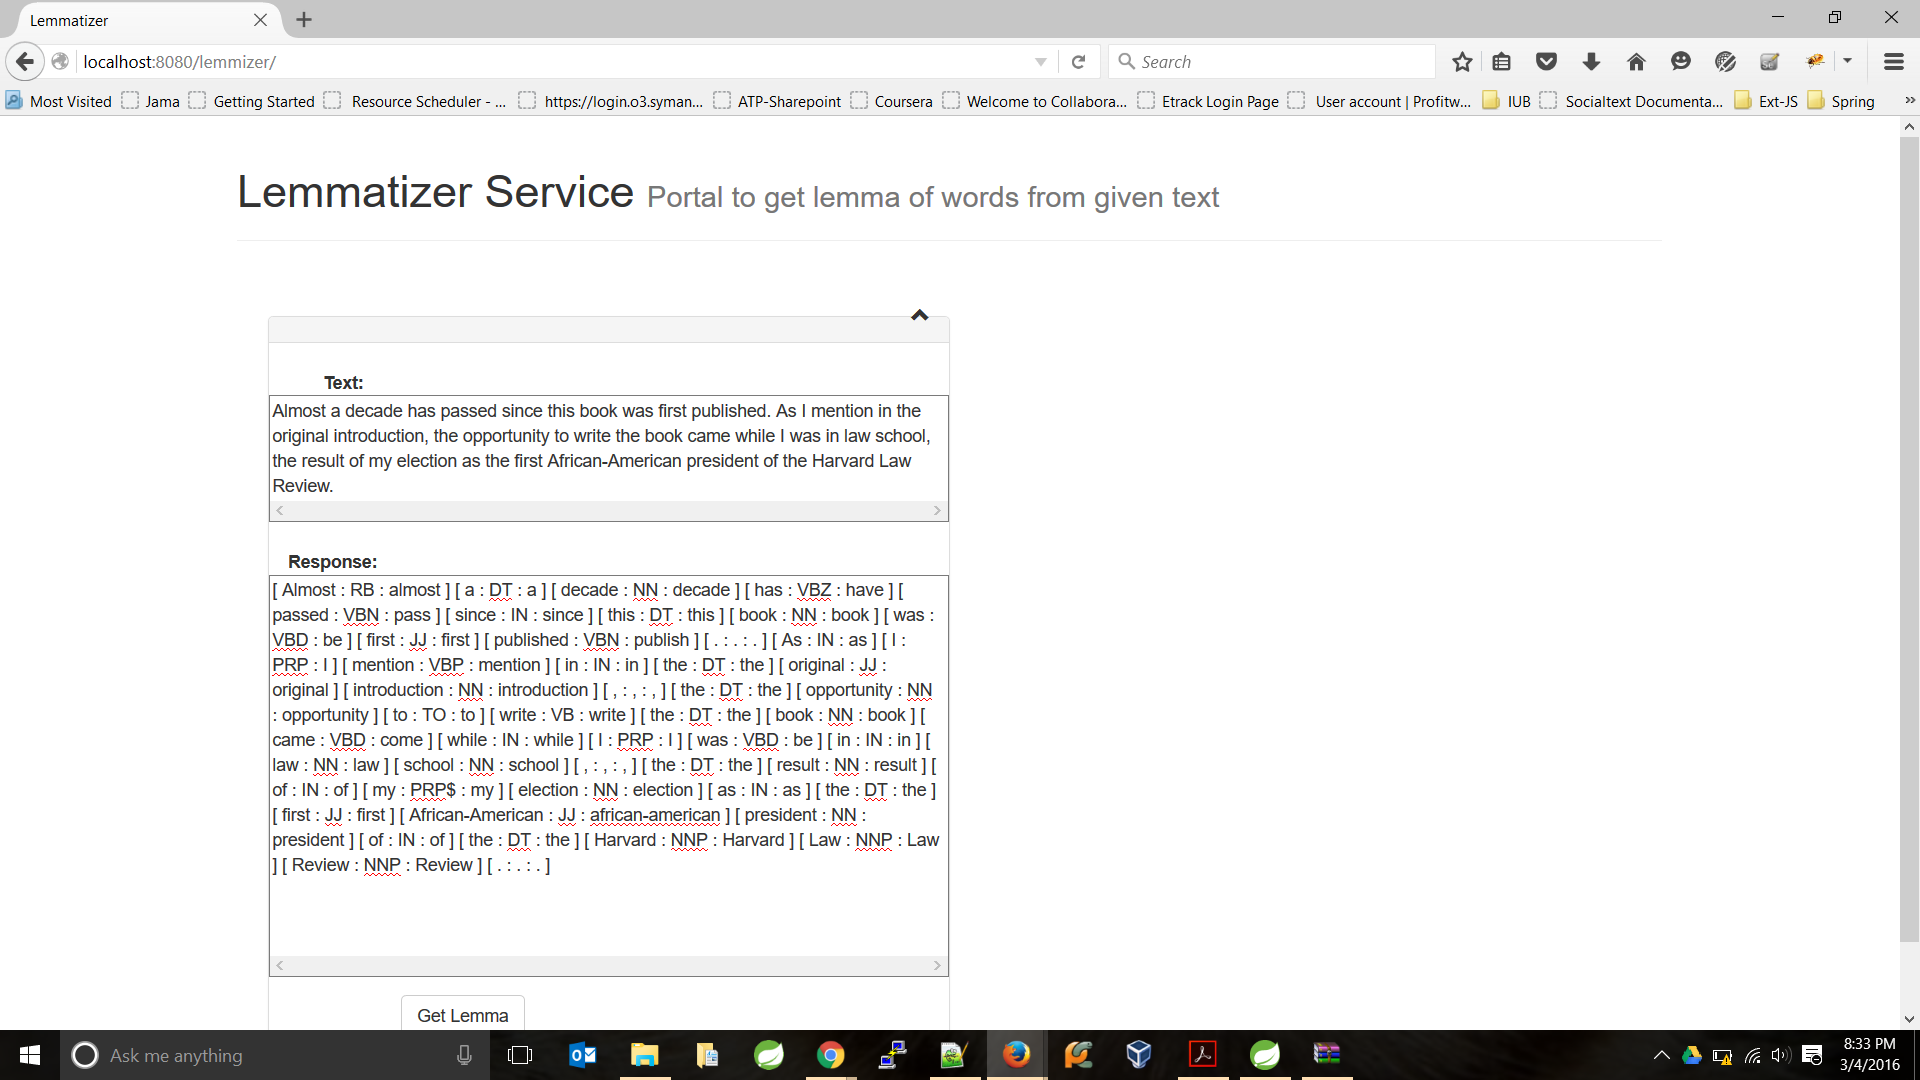 Lemmatizer
localhost:8080/lemmizer/
Search
Most Visited Jama Getting Started Resource Scheduler - ... https://login.o3.syman... ATP-Sharepoint Coursera Welcome to Collabora... Etrack Login Page User account | Profitw... IUB Socialtext Documenta... Ext-JS Spring
Lemmatizer Service Portal to get lemma of words from given text
Text:
Almost a decade has passed since this book was first published. As I mention in the
original introduction, the opportunity to write the book came while I was in law school,
the result of my election as the first African-American president of the Harvard Law
Review.
Response:
[ Almost : RB : almost ] [ a : DT : a ] [ decade : NN : decade ] [ has : VBZ : have ] [
passed : VBN : pass ] [ since : IN : since ] [ this : DT : this ] [ book : NN : book ] [ was :
VBD : be ] [ first : JJ : first ] [ published : VBN : publish ] [ . : . : . ] [ As : IN : as ] [ I :
PRP : I ] [ mention : VBP : mention ] [ in : IN : in ] [ the : DT : the ] [ original : JJ :
original ] [ introduction : NN : introduction ] [ , : , : , ] [ the : DT : the ] [ opportunity : NN
: opportunity ] [ to : TO : to ] [ write : VB : write ] [ the : DT : the ] [ book : NN : book ] [
came : VBD : come ] [ while : IN : while ] [ I : PRP : I ] [ was : VBD : be ] [ in : IN : in ] [
law : NN : law ] [ school : NN : school ] [ , : , : , ] [ the : DT : the ] [ result : NN : result ] [
of : IN : of ] [ my : PRP$ : my ] [ election : NN : election ] [ as : IN : as ] [ the : DT : the ]
[ first : JJ : first ] [ African-American : JJ : african-american ] [ president : NN :
president ] [ of : IN : of ] [ the : DT : the ] [ Harvard : NNP : Harvard ] [ Law : NNP : Law
] [ Review : NNP : Review ] [ . : . : . ]
Get Lemma
Ask me anything
8:33 PM
3/4/2016